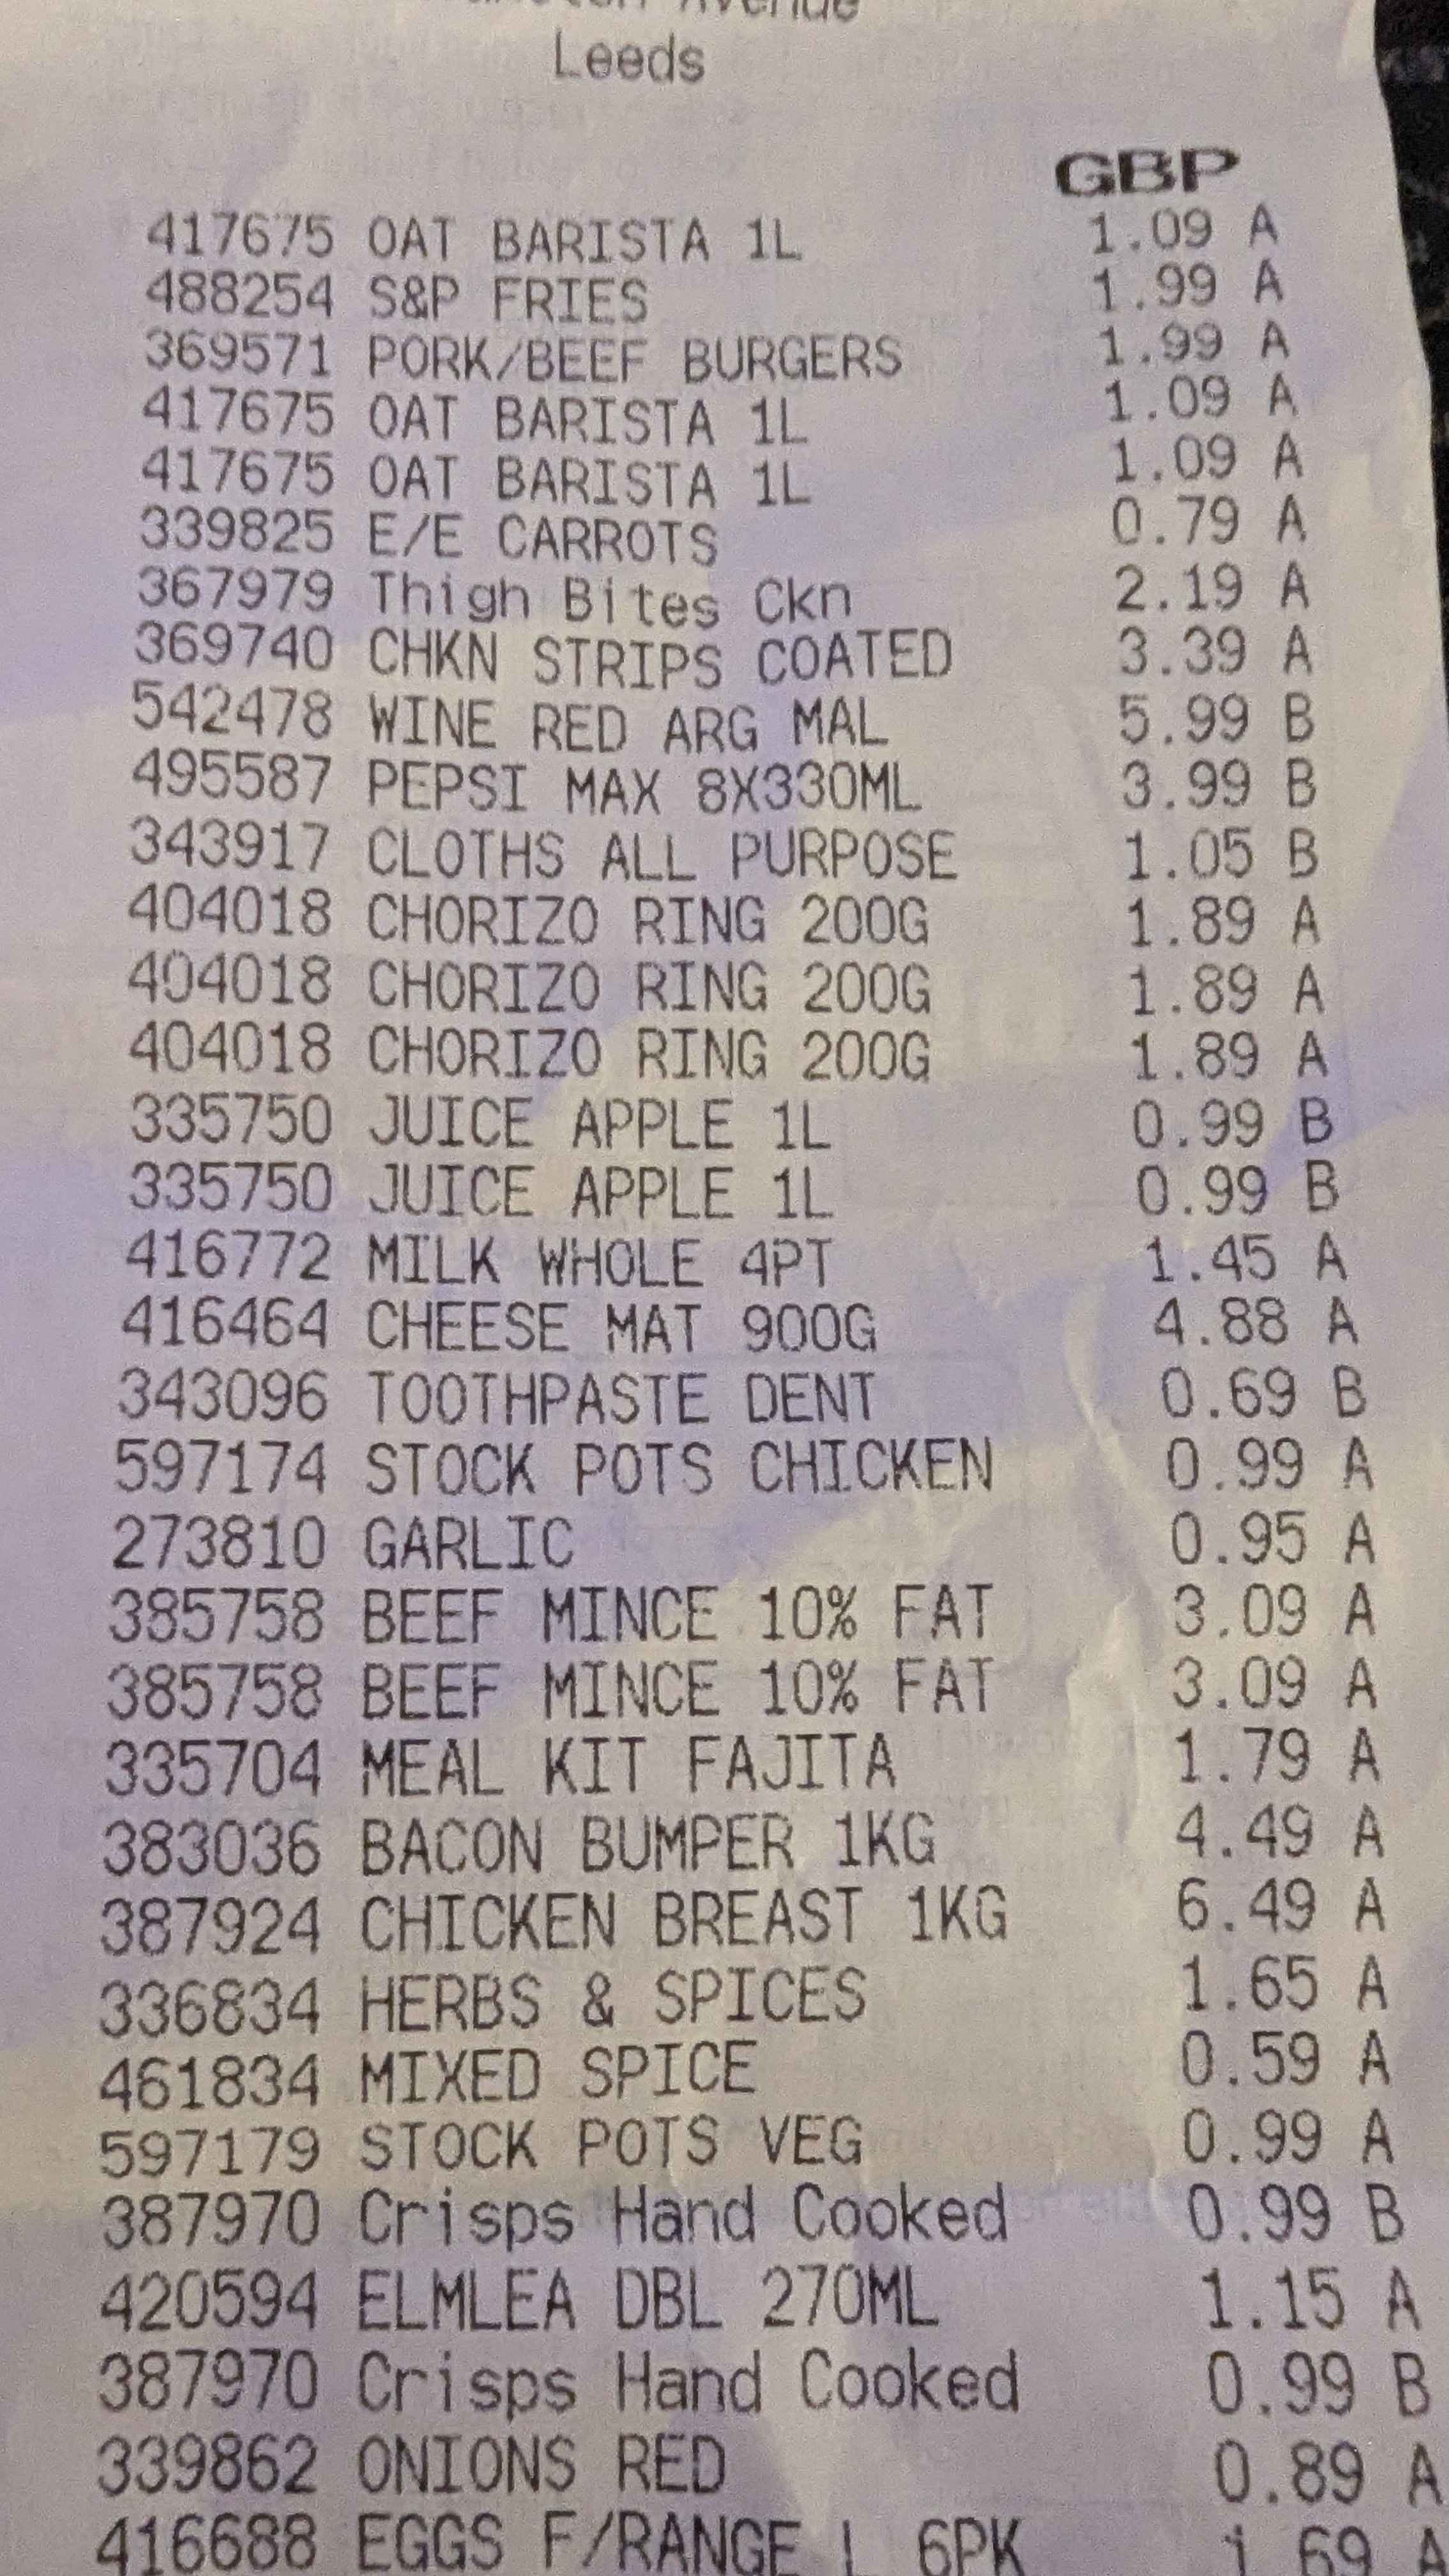 Avenue
Leeds
GBP
417675 OAT BARISTA 1L 1.09 A
488254 S&P FRIES 1.99 A
369571 PORK/BEEF BURGERS 1.99 A
417675 OAT BARISTA 1L 1.09 A
417675 OAT BARISTA 1L 1.09 A
339825 E/E CARROTS 0.79 A
367979 Thigh Bites Ckn 2.19 A
369740 CHKN STRIPS COATED 3.39 A
542478 WINE RED ARG MAL 5.99 B
495587 PEPSI MAX 8X330ML 3.99 B
343917 CLOTHS ALL PURPOSE 1.05 B
404018 CHORIZO RING 200G 1.89 A
404018 CHORIZO RING 200G 1.89 A
404018 CHORIZO RING 200G 1.89 A
335750 JUICE APPLE 1L 0.99 B
335750 JUICE APPLE 1L 0.99 B
416772 MILK WHOLE 4PT 1.45 A
416464 CHEESE MAT 900G 4.88 A
343096 TOOTHPASTE DENT 0.69 B
597174 STOCK POTS CHICKEN 0.99 A
273810 GARLIC 0.95 A
385758 BEEF MINCE 10% FAT 3.09 A
385758 BEEF MINCE 10% FAT 3.09 A
335704 MEAL KIT FAJITA 1.79 A
383036 BACON BUMPER 1KG 4.49 A
387924 CHICKEN BREAST 1KG 6.49 A
336834 HERBS & SPICES 1.65 A
461834 MIXED SPICE 0.59 A
597179 STOCK POTS VEG 0.99 A
387970 Crisps Hand Cooked 0.99 B
420594 ELMLEA DBL 270ML 1.15 A
387970 Crisps Hand Cooked 0.99 B
339862 ONIONS RED 0.89 A
416688 EGGS F/RANGE L 6PK 1.69 A